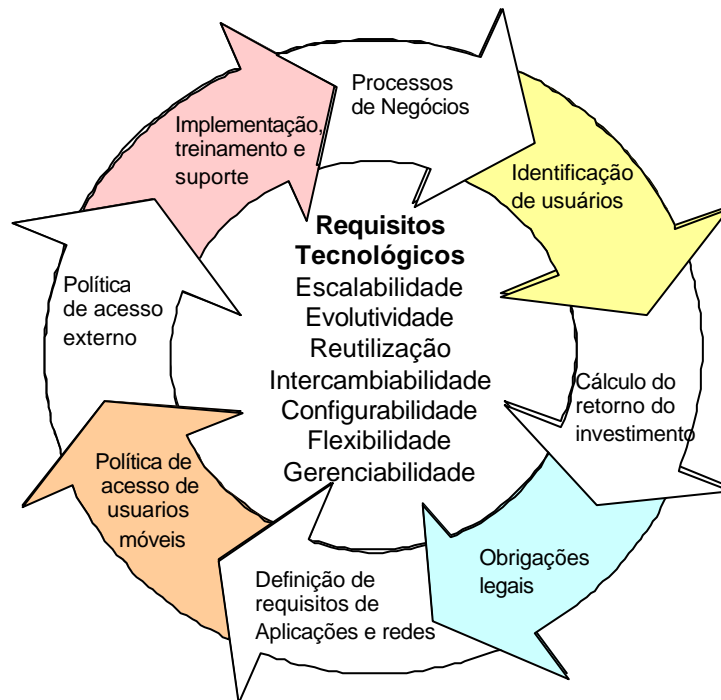 Processos
de Negócios
Identificação
de usuários
Cálculo do
retorno do
investimento
Obrigações
legais
Definição de
requisitos de
Aplicações e redes
Política de
acesso de
usuarios
móveis
Política
de acesso
externo
Implementação,
treinamento e
suporte
Requisitos
Tecnológicos
Escalabilidade
Evolutividade
Reutilização
Intercambiabilidade
Configurabilidade
Flexibilidade
Gerenciabilidade